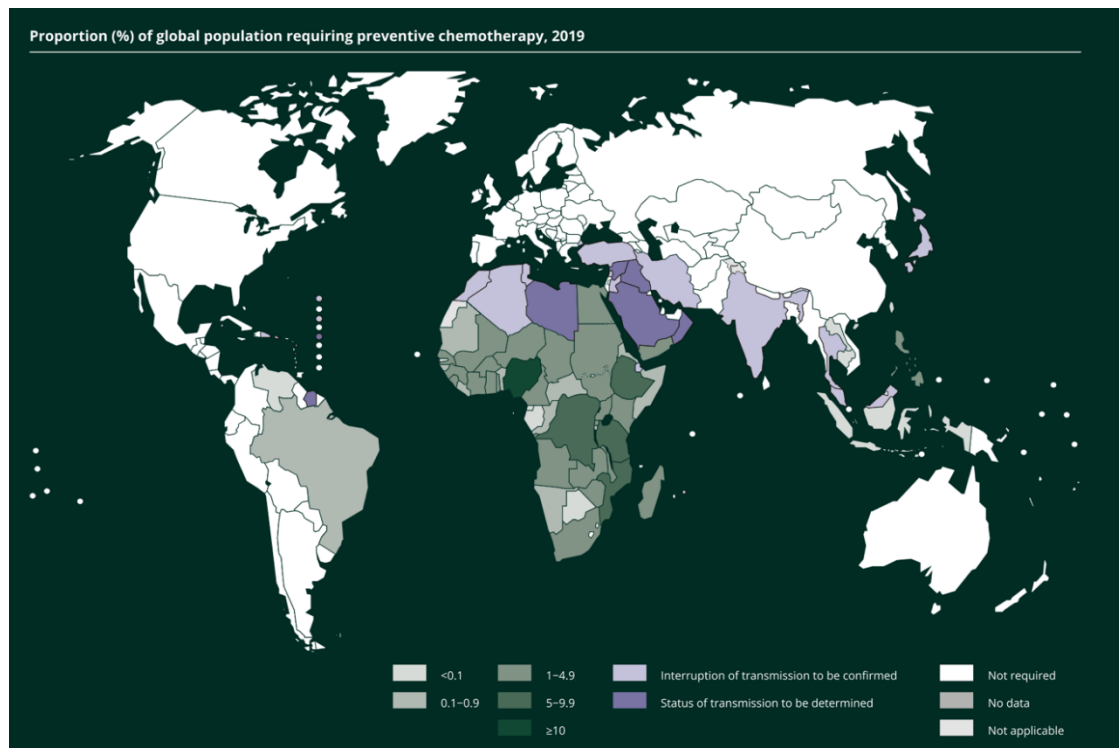 Proportion (%) of global population requiring preventive chemotherapy, 2019
<0.1
0.1−0.9
1−4.9
5−9.9
≥10
Interruption of transmission to be confirmed
Status of transmission to be determined
Not required
No data
Not applicable